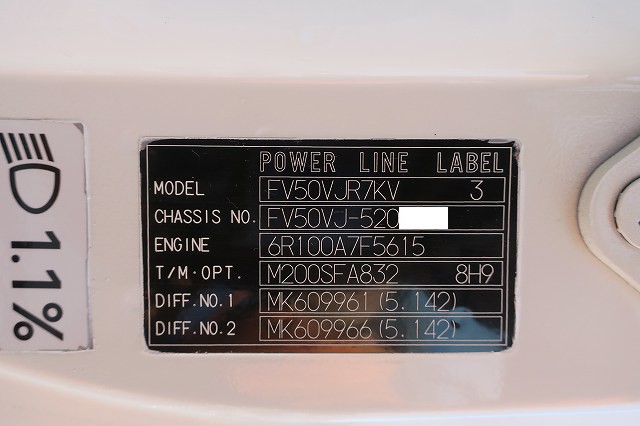 POWER LINE LABEL
MODEL FV50VJR7KV 3
CHASSIS NO. FV50VJ-520
ENGINE 6R100A7F5615
T/M·OPT. M200SFA832 8H9
DIFF.NO.1 MK609961(5.142)
DIFF.NO.2 MK609966(5.142)
1.1%